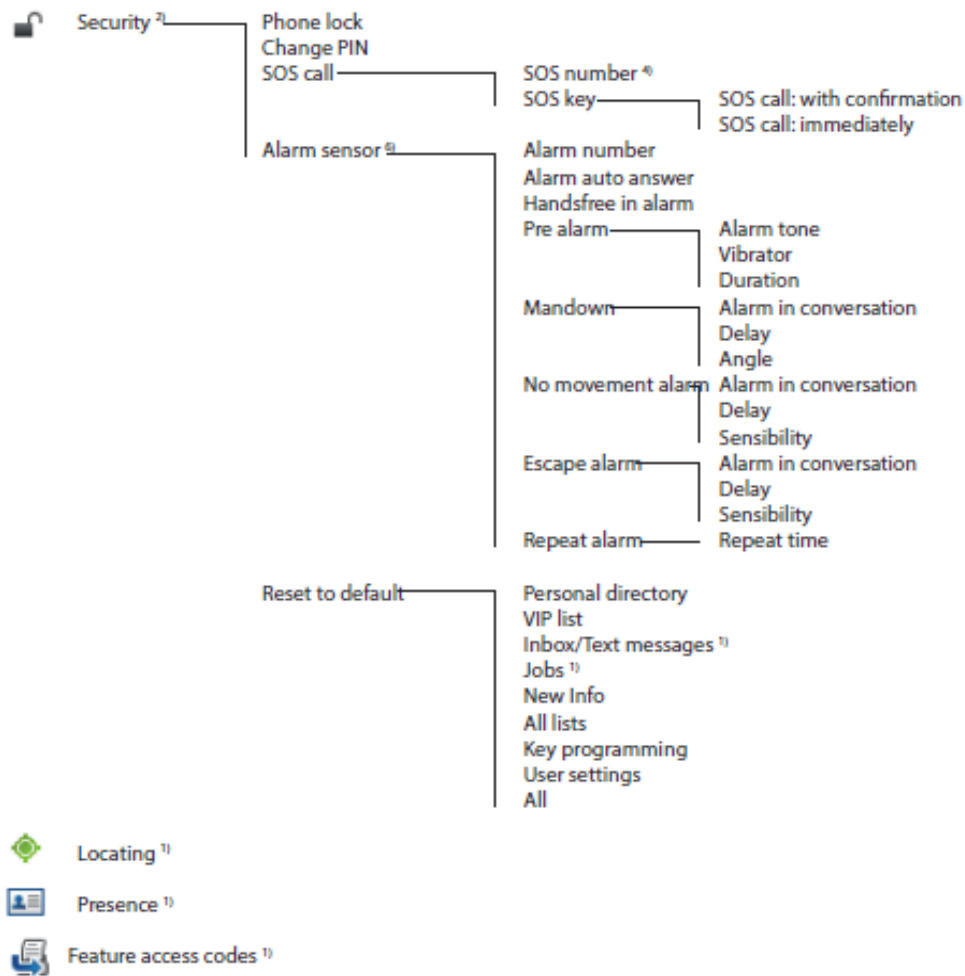 Security 2) Phone lock
Change PIN
SOS call SOS number 4)
SOS key SOS call: with confirmation
SOS call: immediately
Alarm sensor 6) Alarm number
Alarm auto answer
Handsfree in alarm
Pre alarm Alarm tone
Vibrator
Duration
Mandown Alarm in conversation
Delay
Angle
No movement alarm Alarm in conversation
Delay
Sensibility
Escape alarm Alarm in conversation
Delay
Sensibility
Repeat alarm Repeat time
Reset to default Personal directory
VIP list
Inbox/Text messages 1)
Jobs 1)
New Info
All lists
Key programming
User settings
All
Locating 1)
Presence 1)
Feature access codes 1)